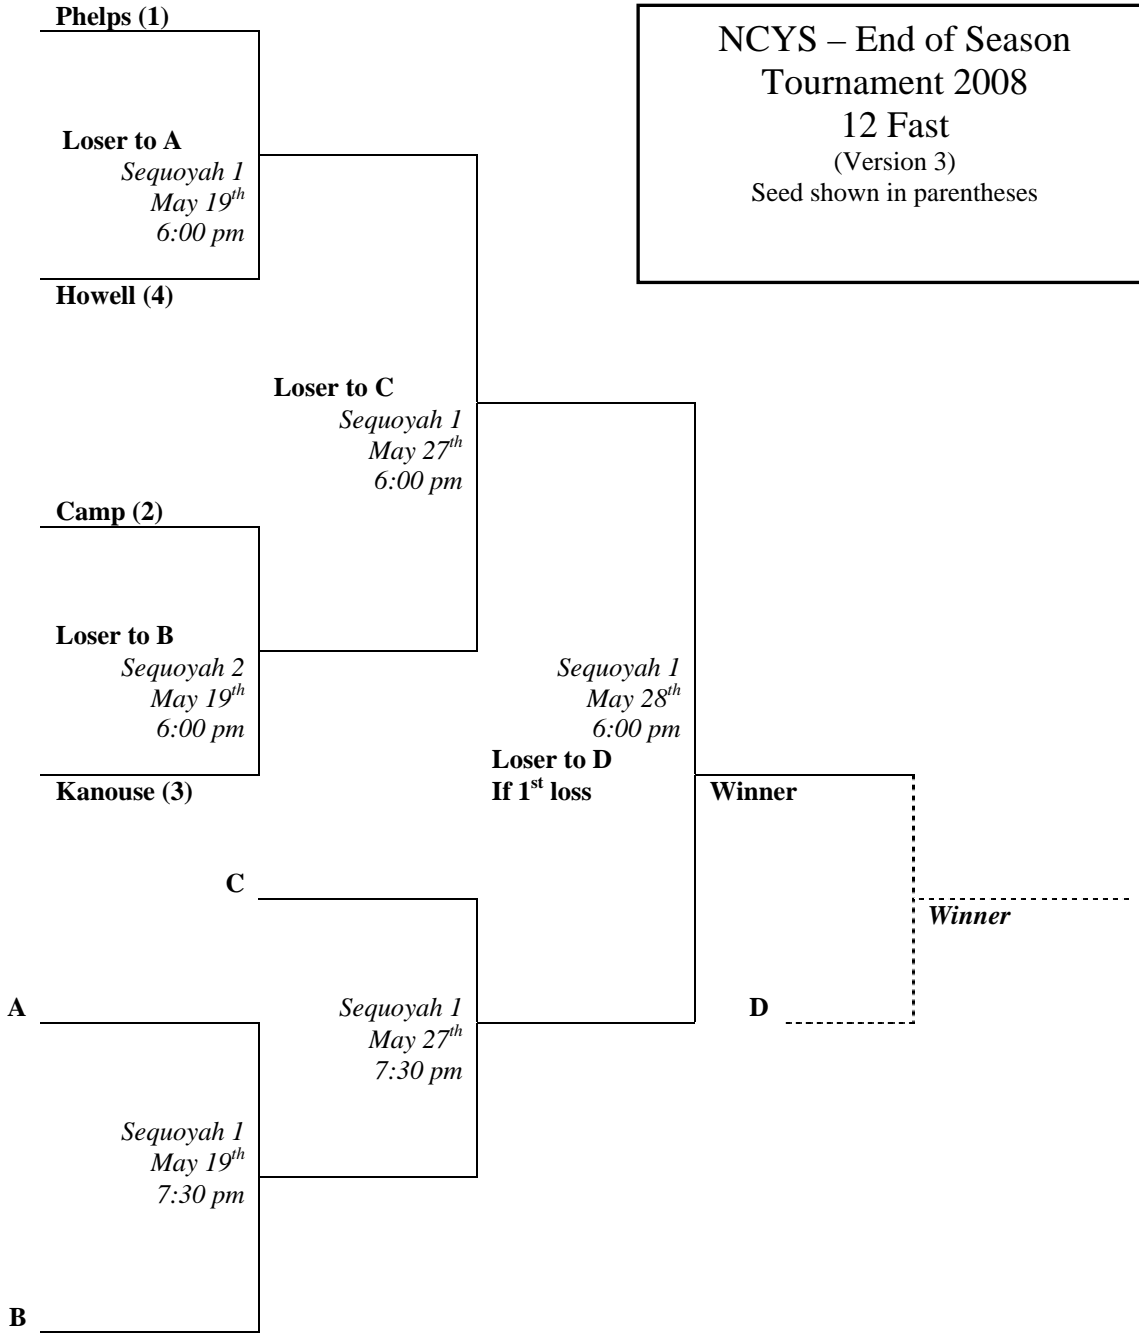 Phelps (1)
NCYS – End of Season
Tournament 2008
12 Fast
(Version 3)
Seed shown in parentheses
Loser to A
Sequoyah 1
May 19th
6:00 pm
Howell (4)
Loser to C
Sequoyah 1
May 27th
6:00 pm
Camp (2)
Loser to B
Sequoyah 2
May 19th
6:00 pm
Kanouse (3)
Sequoyah 1
May 28th
6:00 pm
Loser to D
If 1st loss
Winner
C
Winner
A
Sequoyah 1
May 27th
7:30 pm
D
Sequoyah 1
May 19th
7:30 pm
B